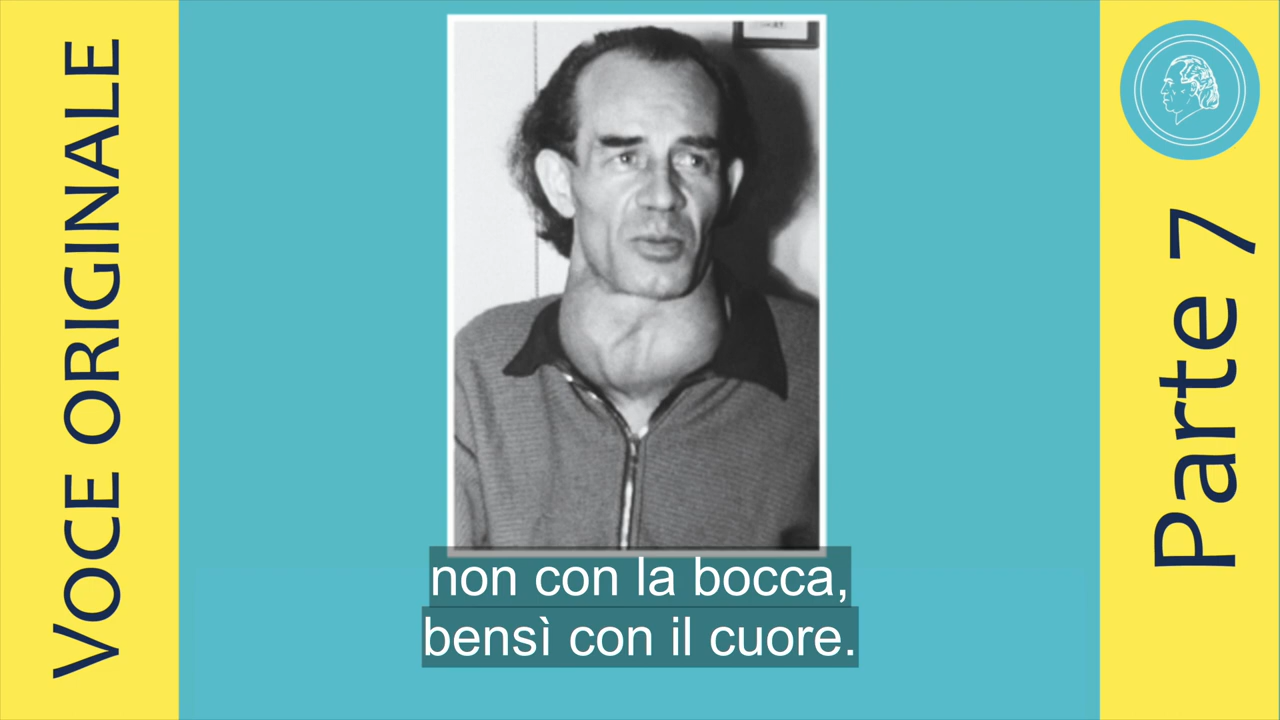 VOCE ORIGINALE
non con la bocca,
bensì con il cuore.
Parte 7